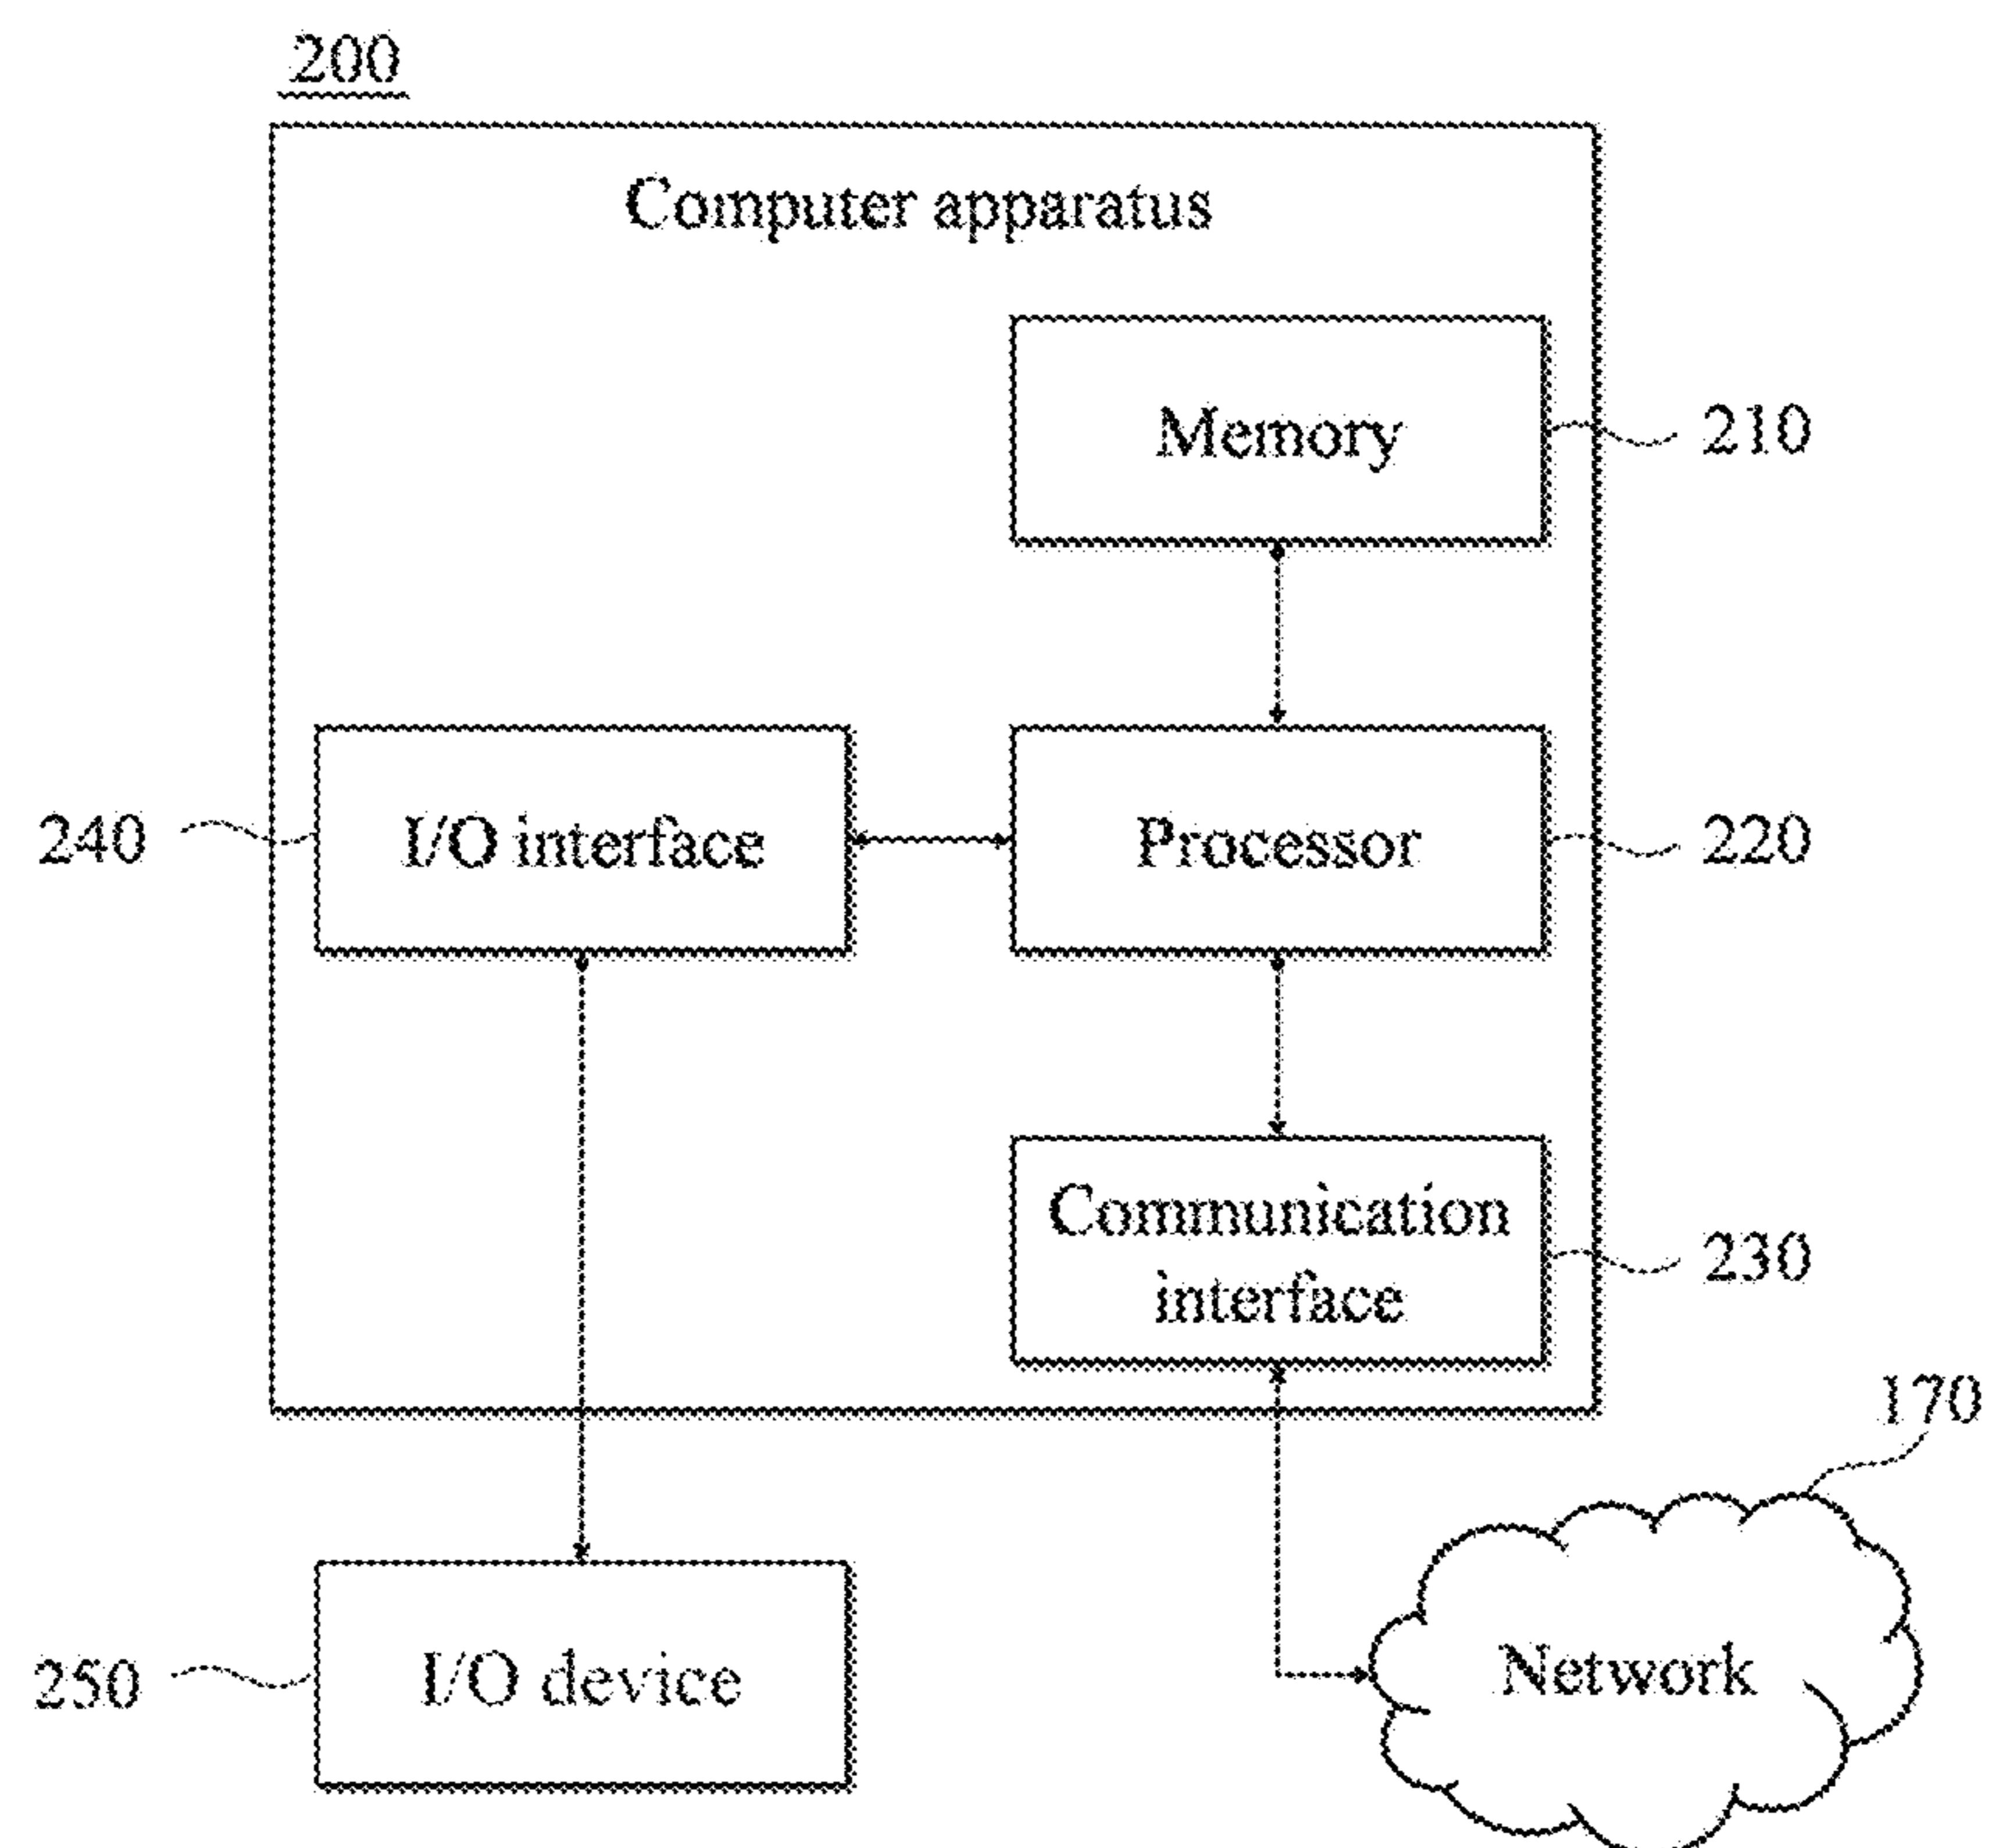 200
Computer apparatus
Memory
210
240
I/O interface
Processor
220
Communication
interface
230
170
250
I/O device
Network